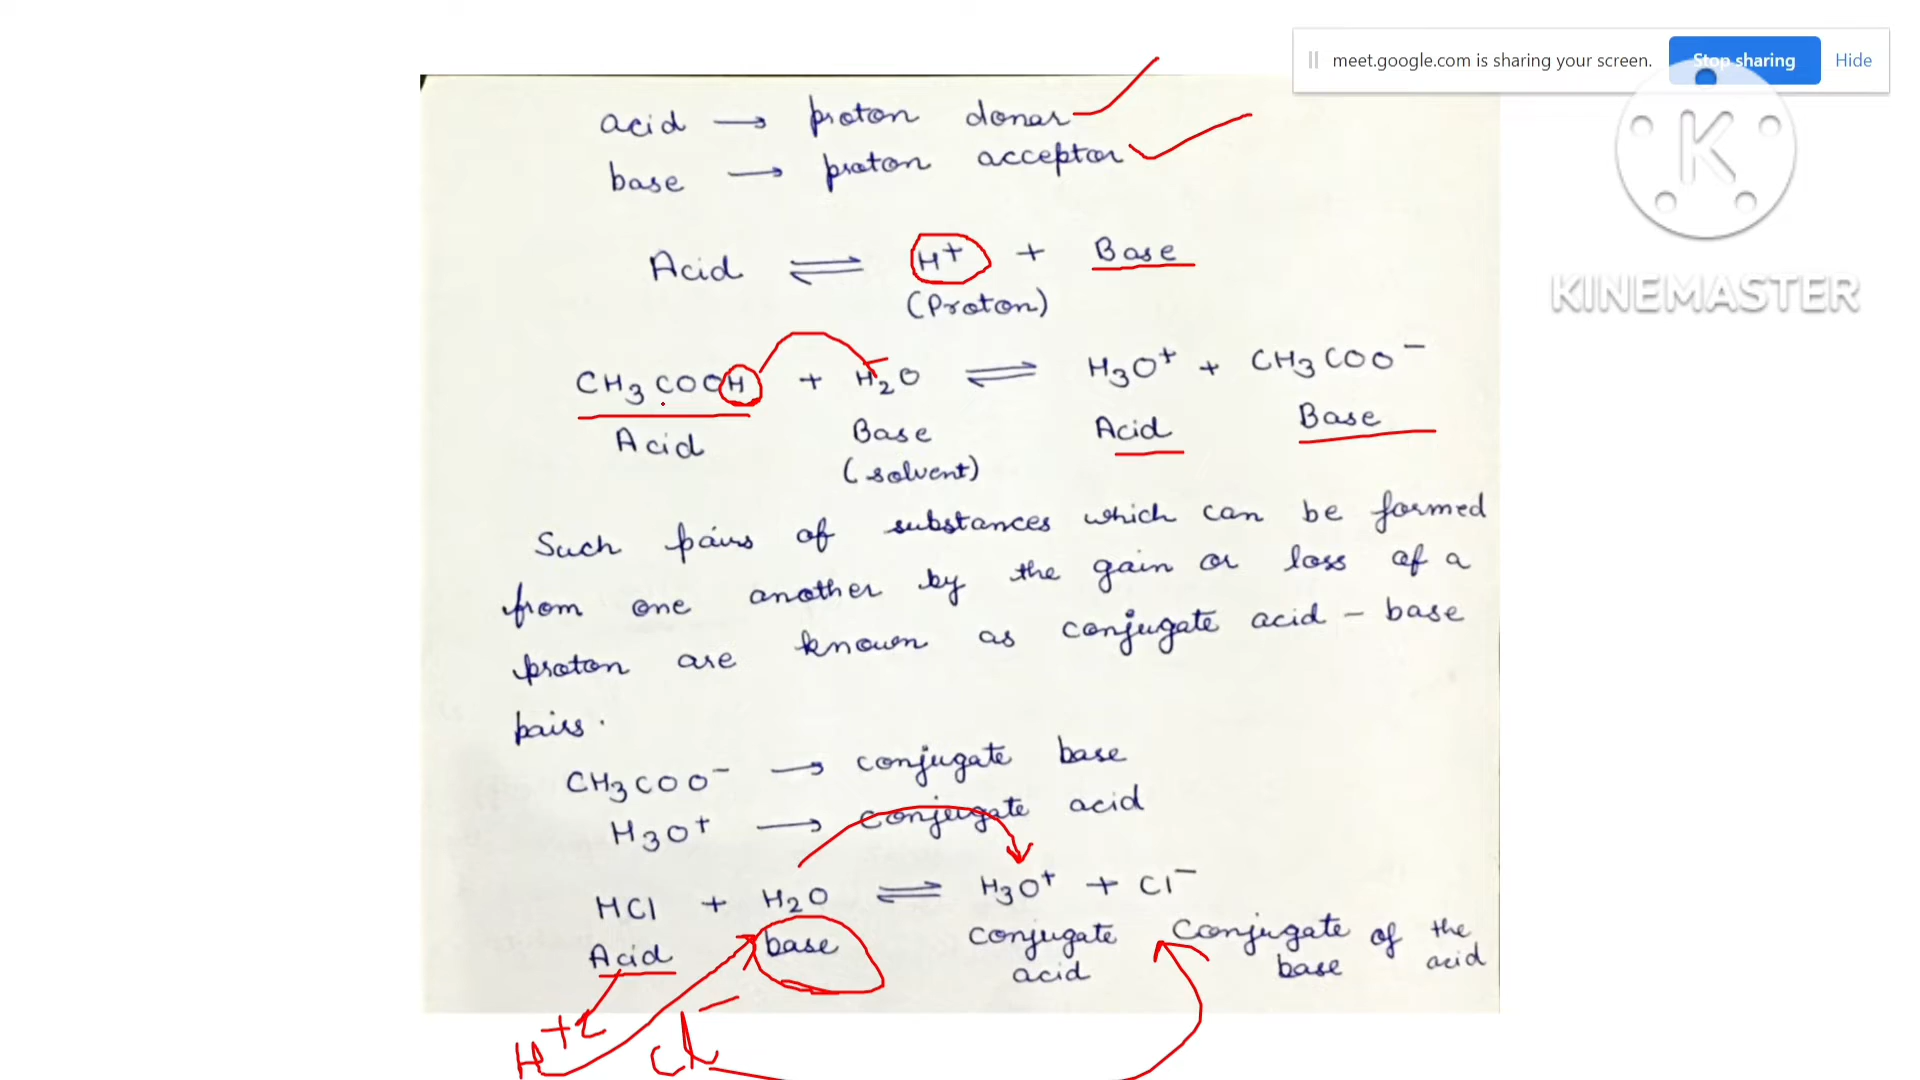 meet.google.com is sharing your screen. Stop sharing Hide
KINEMASTER
acid → proton donar
base → proton acceptor
Acid ⇌ H+ + Base
(Proton)
CH3COOH + H2O ⇌ H3O+ + CH3COO−
Acid Base Acid Base
(solvent)
Such pairs of substances which can be formed
from one another by the gain or loss of a
proton are known as conjugate acid - base
pairs.
CH3COO− → conjugate base
H3O+ → conjugate acid
HCl + H2O ⇌ H3O+ + Cl−
Acid base conjugate Conjugate of the
acid base acid
H+ Cl−